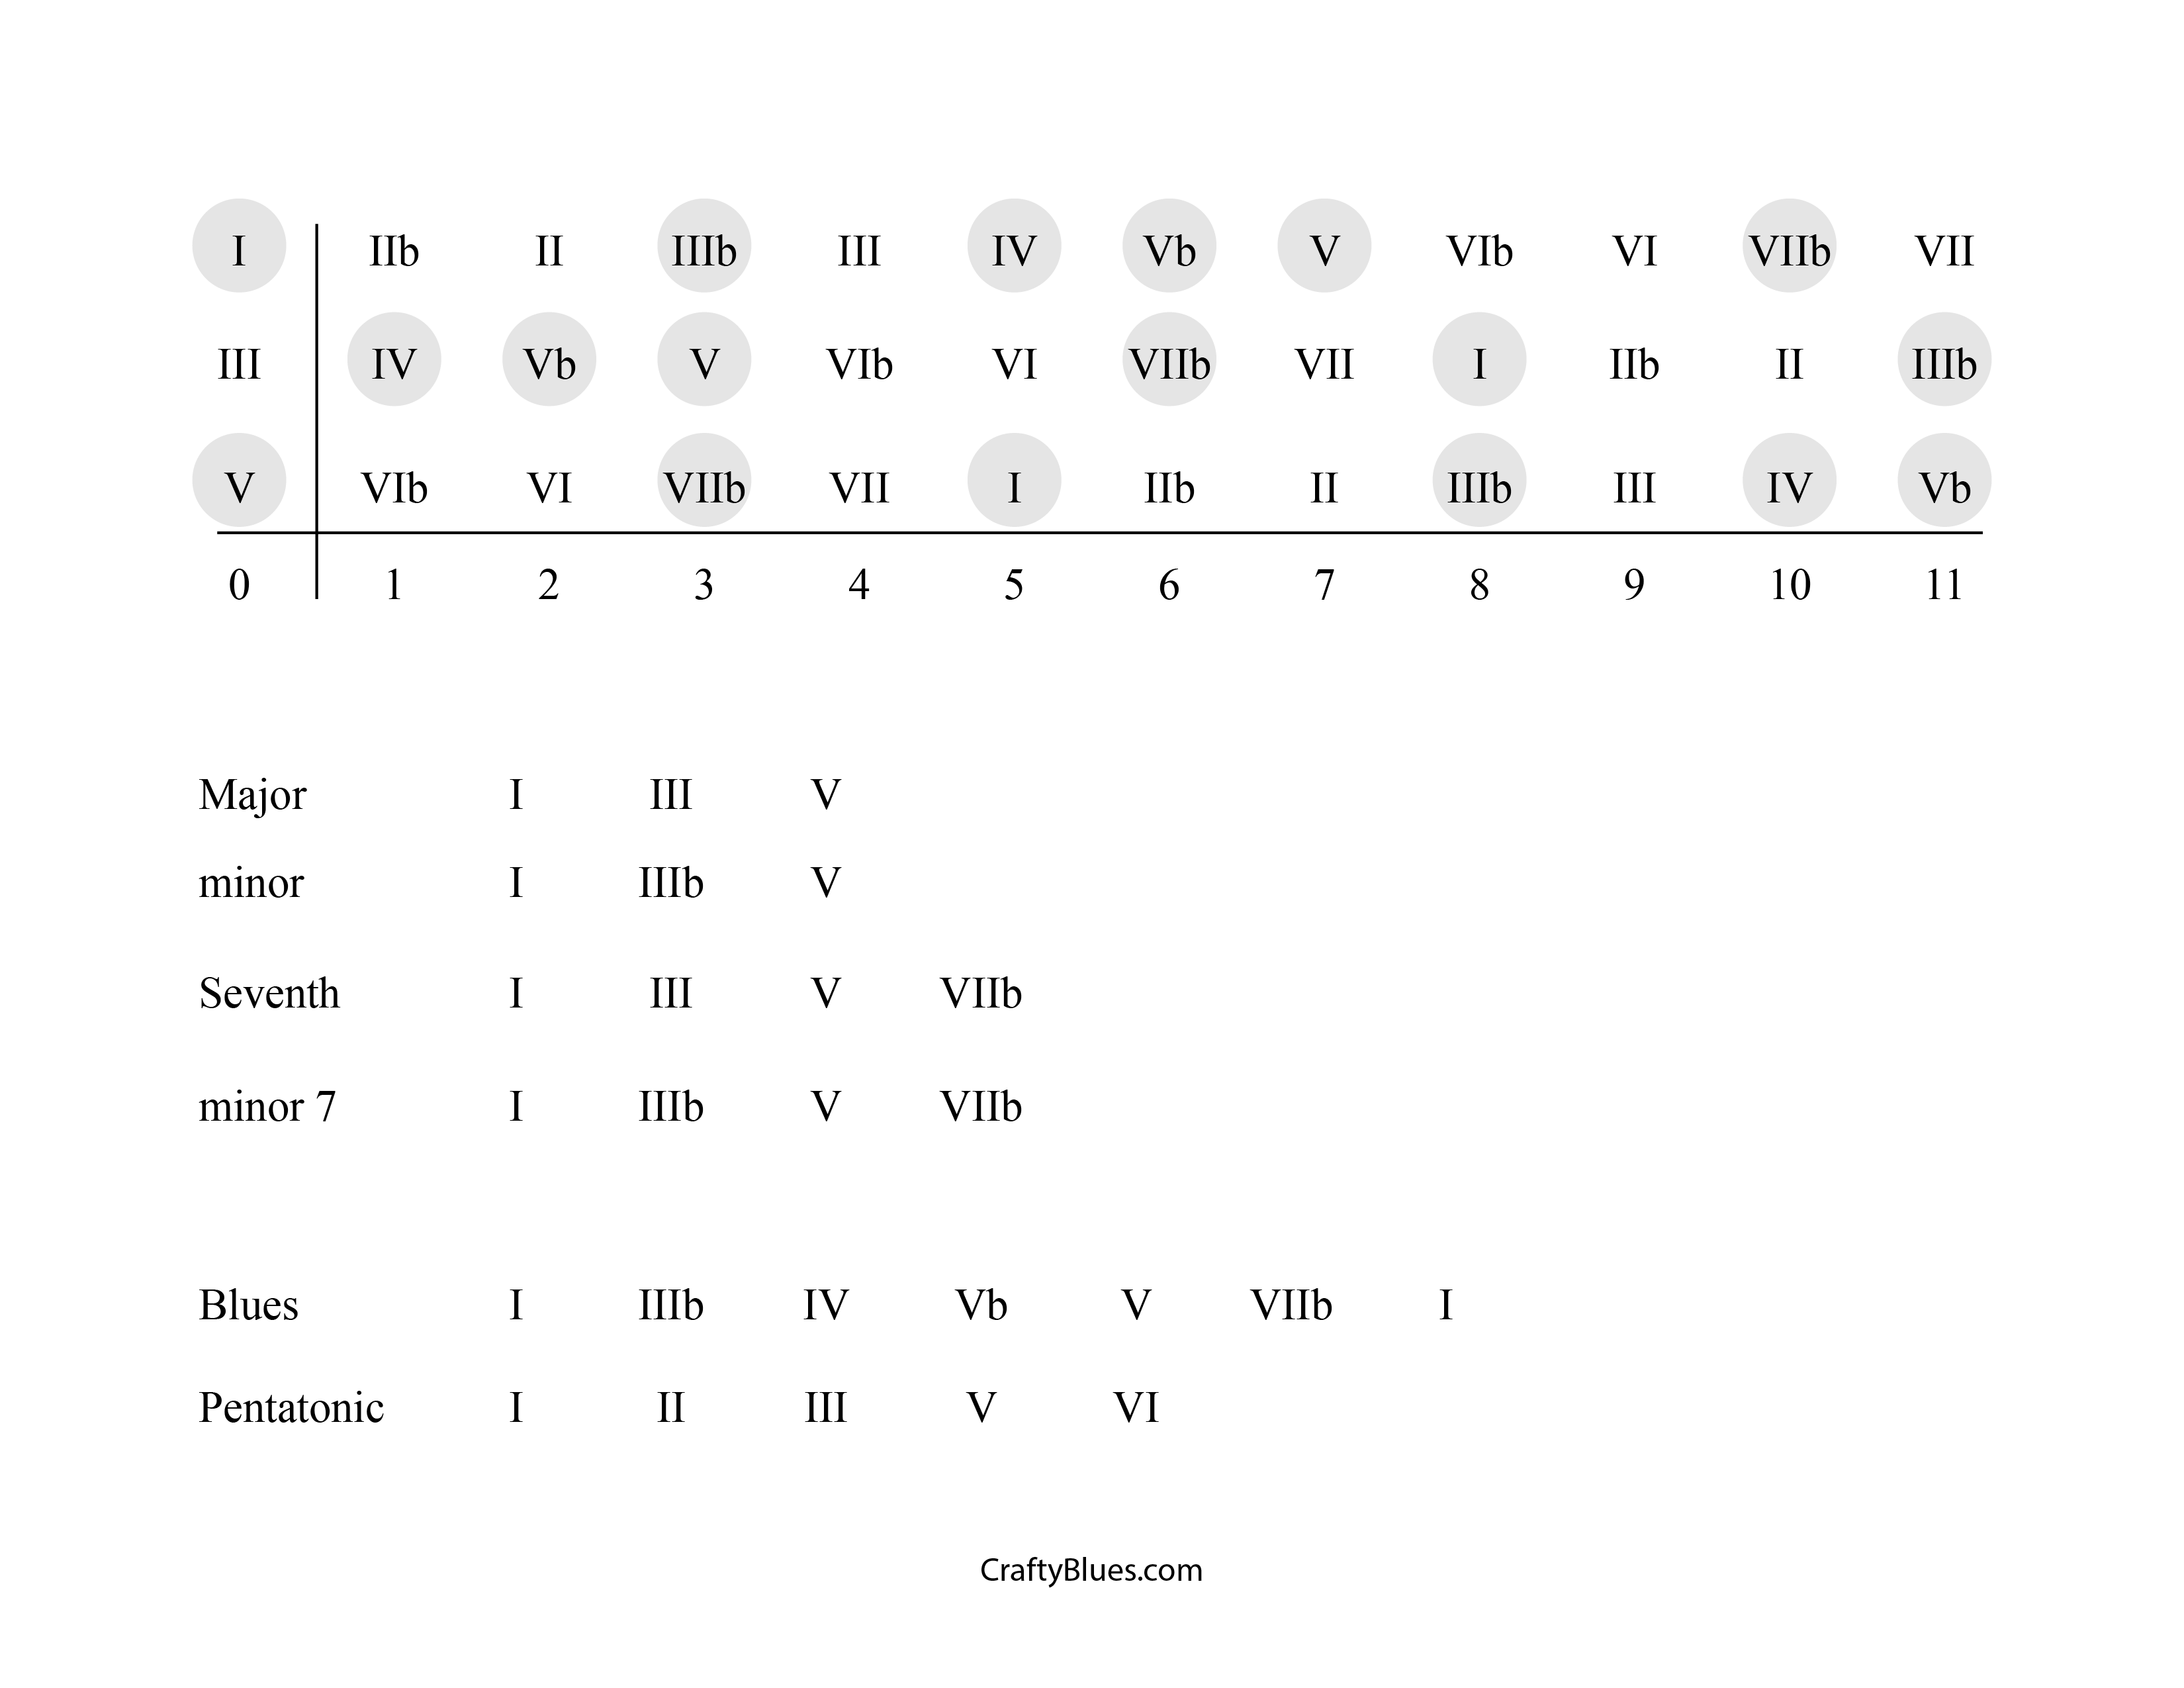 I IIb II IIIb III IV Vb V VIb VI VIIb VII
III IV Vb V VIb VI VIIb VII I IIb II IIIb
V VIb VI VIIb VII I IIb II IIIb III IV Vb
0 1 2 3 4 5 6 7 8 9 10 11
Major I III V
minor I IIIb V
Seventh I III V VIIb
minor 7 I IIIb V VIIb
Blues I IIIb IV Vb V VIIb I
Pentatonic I II III V VI
CraftyBlues.com